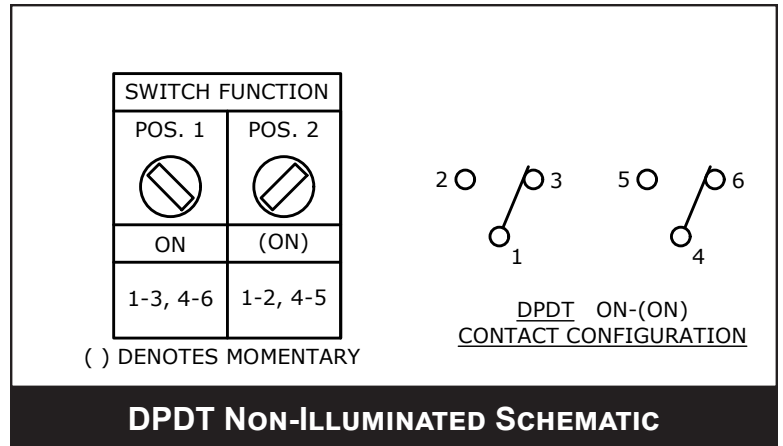 SWITCH FUNCTION
POS. 1 POS. 2
ON (ON)
1-3, 4-6 1-2, 4-5
( ) DENOTES MOMENTARY
2 3 5 6
1 4
DPDT ON-(ON)
CONTACT CONFIGURATION
DPDT NON-ILLUMINATED SCHEMATIC